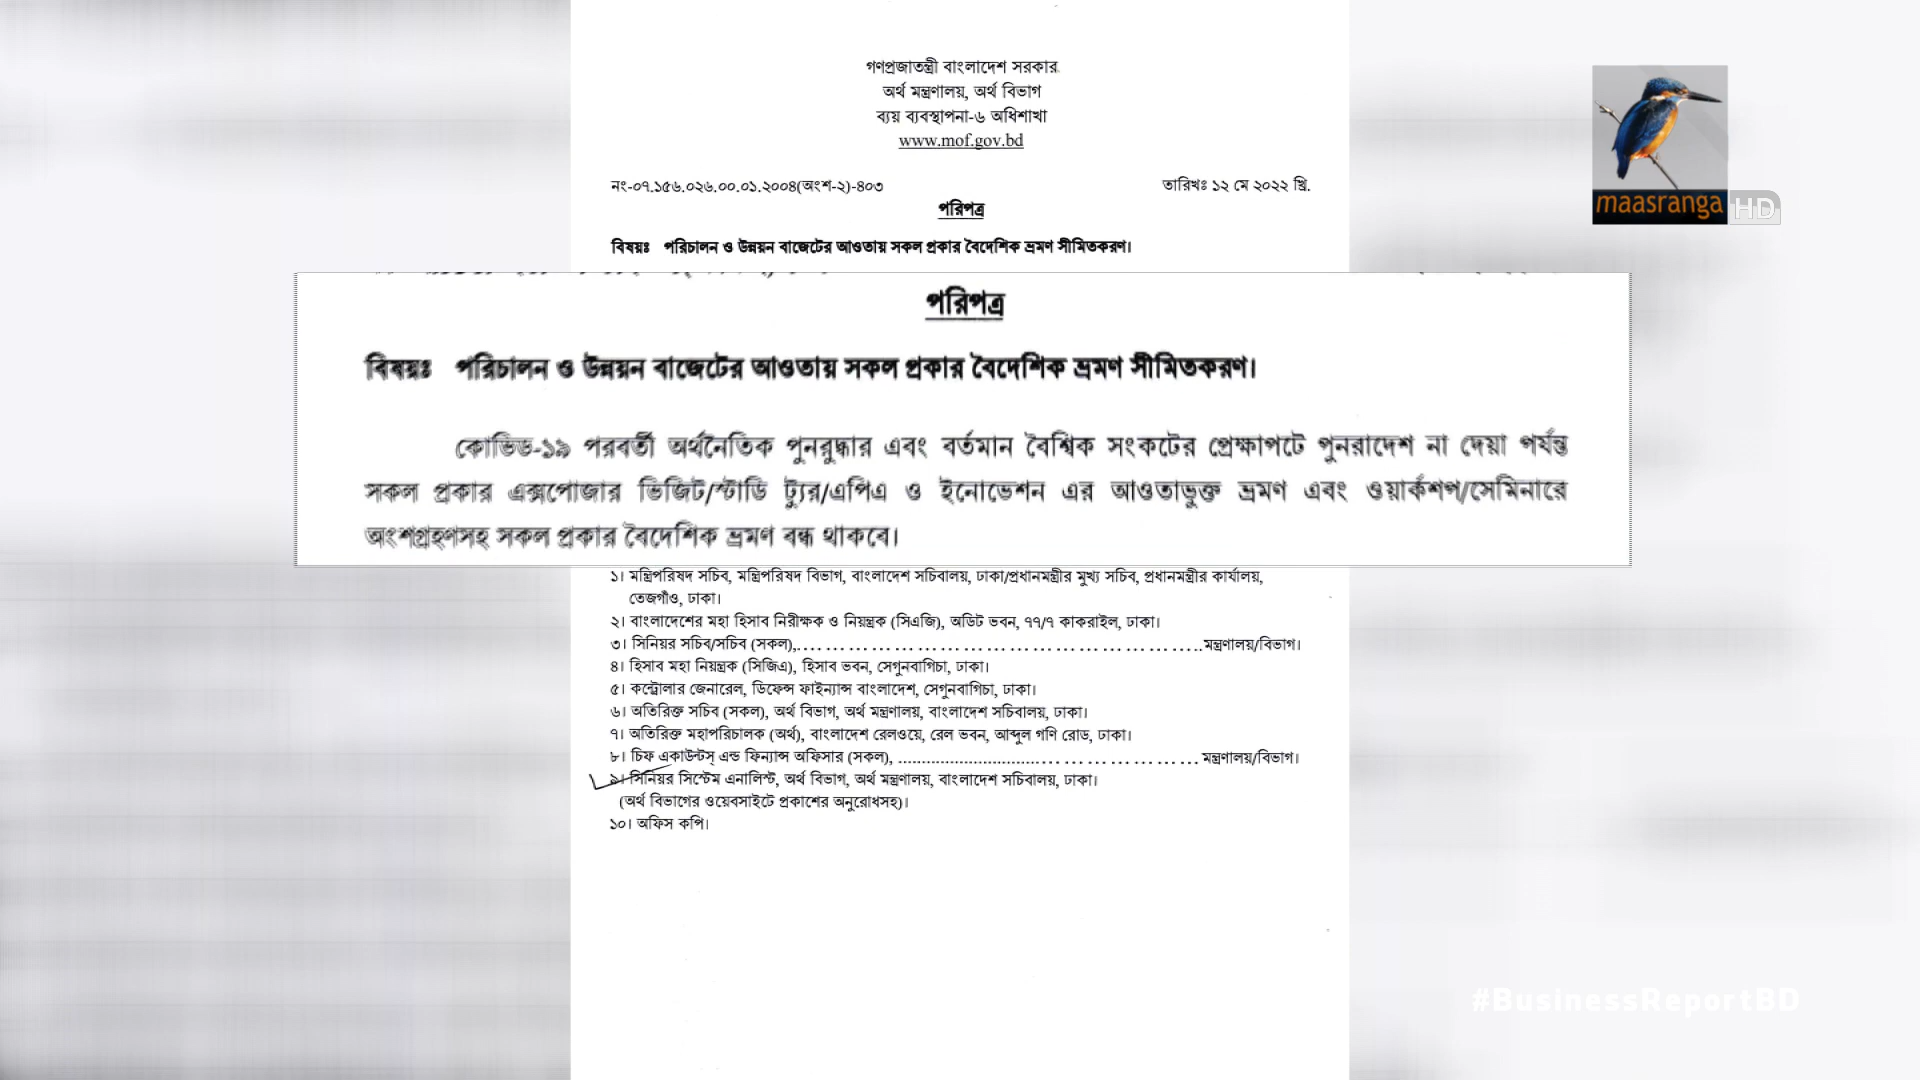 গণপ্রজাতন্ত্রী বাংলাদেশ সরকার
অর্থ মন্ত্রণালয়, অর্থ বিভাগ
ব্যয় ব্যবস্থাপনা-৬ অধিশাখা
www.mof.gov.bd
নং-০৭.১৫৬.০২৬.০০.০১.২০০৪(অংশ-২)-৪০৩ তারিখঃ ১২ মে ২০২২ খ্রি.
পরিপত্র
বিষয়ঃ পরিচালন ও উন্নয়ন বাজেটের আওতায় সকল প্রকার বৈদেশিক ভ্রমণ সীমিতকরণ।
maasranga HD
পরিপত্র
বিষয়ঃ পরিচালন ও উন্নয়ন বাজেটের আওতায় সকল প্রকার বৈদেশিক ভ্রমণ সীমিতকরণ।
কোভিড-১৯ পরবর্তী অর্থনৈতিক পুনরুদ্ধার এবং বর্তমান বৈশ্বিক সংকটের প্রেক্ষাপটে পুনরাদেশ না দেয়া পর্যন্ত
সকল প্রকার এক্সপোজার ভিজিট/স্টাডি ট্যুর/এপিএ ও ইনোভেশন এর আওতাভুক্ত ভ্রমণ এবং ওয়ার্কশপ/সেমিনারে
অংশগ্রহণসহ সকল প্রকার বৈদেশিক ভ্রমণ বন্ধ থাকবে।
১। মন্ত্রিপরিষদ সচিব, মন্ত্রিপরিষদ বিভাগ, বাংলাদেশ সচিবালয়, ঢাকা/প্রধানমন্ত্রীর মুখ্য সচিব, প্রধানমন্ত্রীর কার্যালয়,
তেজগাঁও, ঢাকা।
২। বাংলাদেশের মহা হিসাব নিরীক্ষক ও নিয়ন্ত্রক (সিএজি), অডিট ভবন, ৭৭/৭ কাকরাইল, ঢাকা।
৩। সিনিয়র সচিব/সচিব (সকল),..........................................মন্ত্রণালয়/বিভাগ।
৪। হিসাব মহা নিয়ন্ত্রক (সিজিএ), হিসাব ভবন, সেগুনবাগিচা, ঢাকা।
৫। কন্ট্রোলার জেনারেল, ডিফেন্স ফাইন্যান্স বাংলাদেশ, সেগুনবাগিচা, ঢাকা।
৬। অতিরিক্ত সচিব (সকল), অর্থ বিভাগ, অর্থ মন্ত্রণালয়, বাংলাদেশ সচিবালয়, ঢাকা।
৭। অতিরিক্ত মহাপরিচালক (অর্থ), বাংলাদেশ রেলওয়ে, রেল ভবন, আব্দুল গণি রোড, ঢাকা।
৮। চিফ একাউন্টস্ এন্ড ফিন্যান্স অফিসার (সকল), .......................................... মন্ত্রণালয়/বিভাগ।
৯। সিনিয়র সিস্টেম এনালিস্ট, অর্থ বিভাগ, অর্থ মন্ত্রণালয়, বাংলাদেশ সচিবালয়, ঢাকা।
(অর্থ বিভাগের ওয়েবসাইটে প্রকাশের অনুরোধসহ)।
১০। অফিস কপি।
#BusinessReportBD